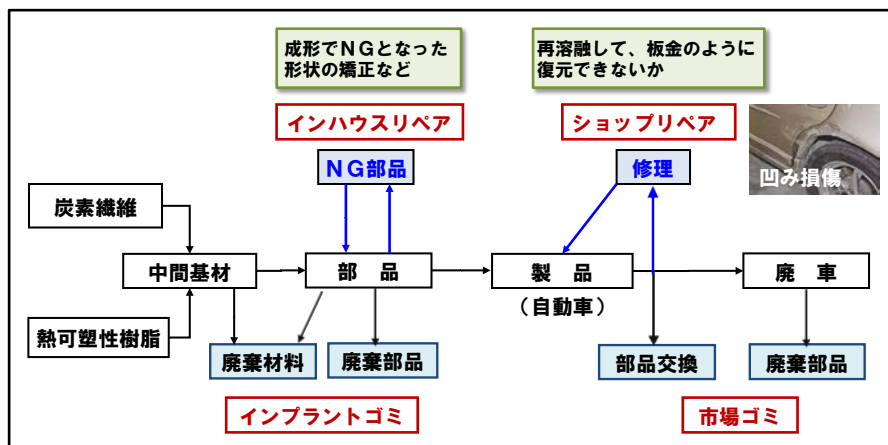 成形でＮＧとなった
形状の矯正など
再溶融して、板金のように
復元できないか
インハウスリペア
ショップリペア
ＮＧ部品
修理
凹み損傷
炭素繊維
中間基材
部　品
製　品
廃　車
（自動車）
熱可塑性樹脂
廃棄材料
廃棄部品
部品交換
廃棄部品
インプラントゴミ
市場ゴミ